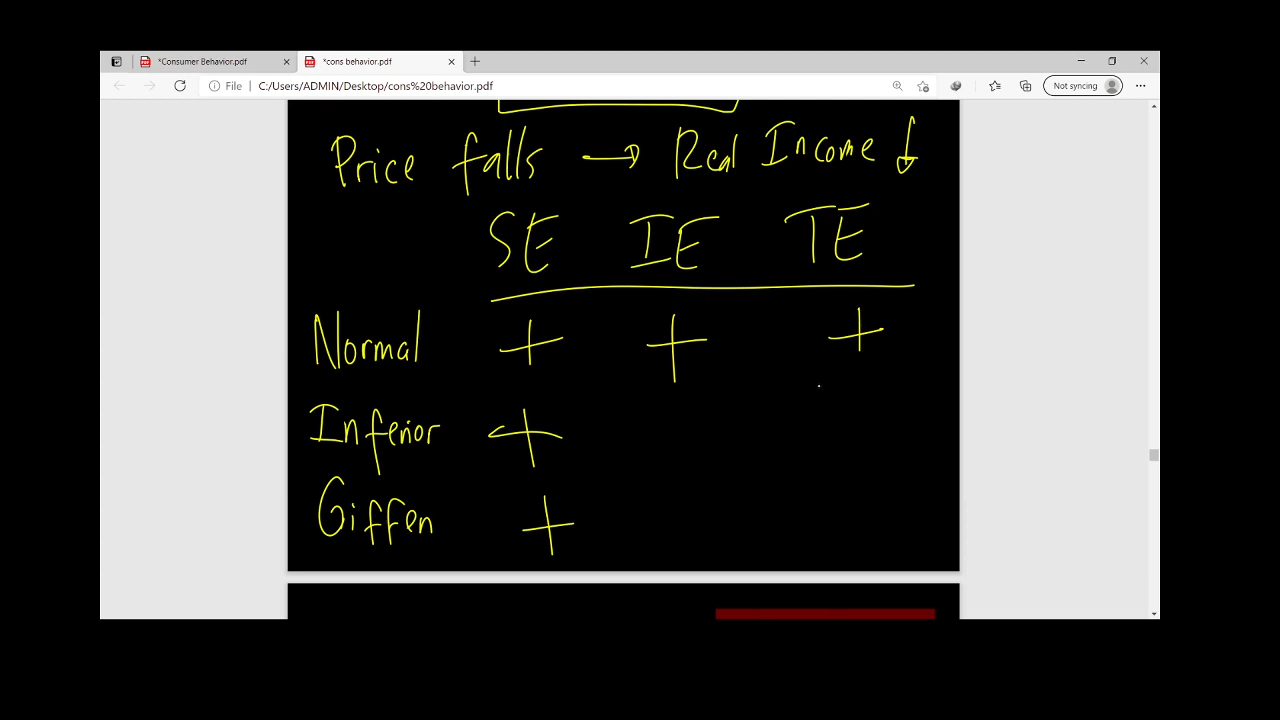 *Consumer Behavior.pdf *cons behavior.pdf
File C:/Users/ADMIN/Desktop/cons%20behavior.pdf Not syncing
Price falls → Real Income ↓
SE IE TE
Normal + + +
Inferior +
Giffen +